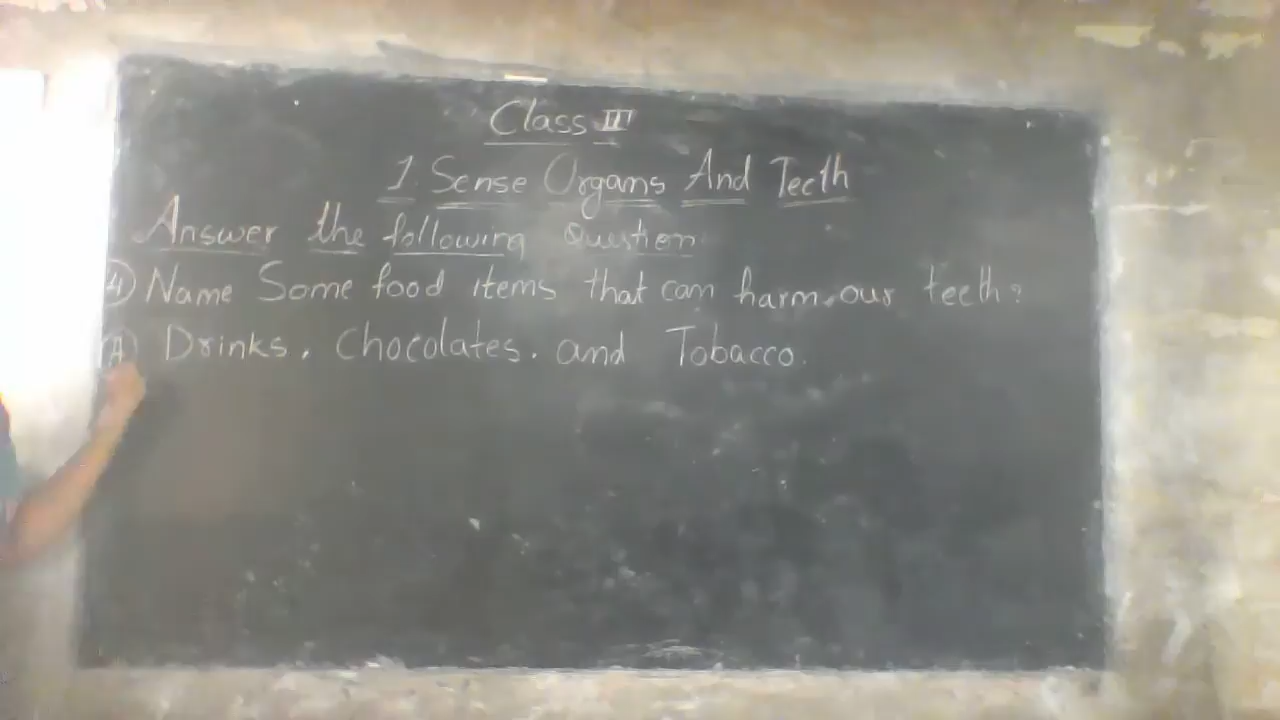 Class III
1. Sense Organs And Teeth
Answer the following Question
4) Name Some food items that can harm our teeth?
A) Drinks, Chocolates, and Tobacco.